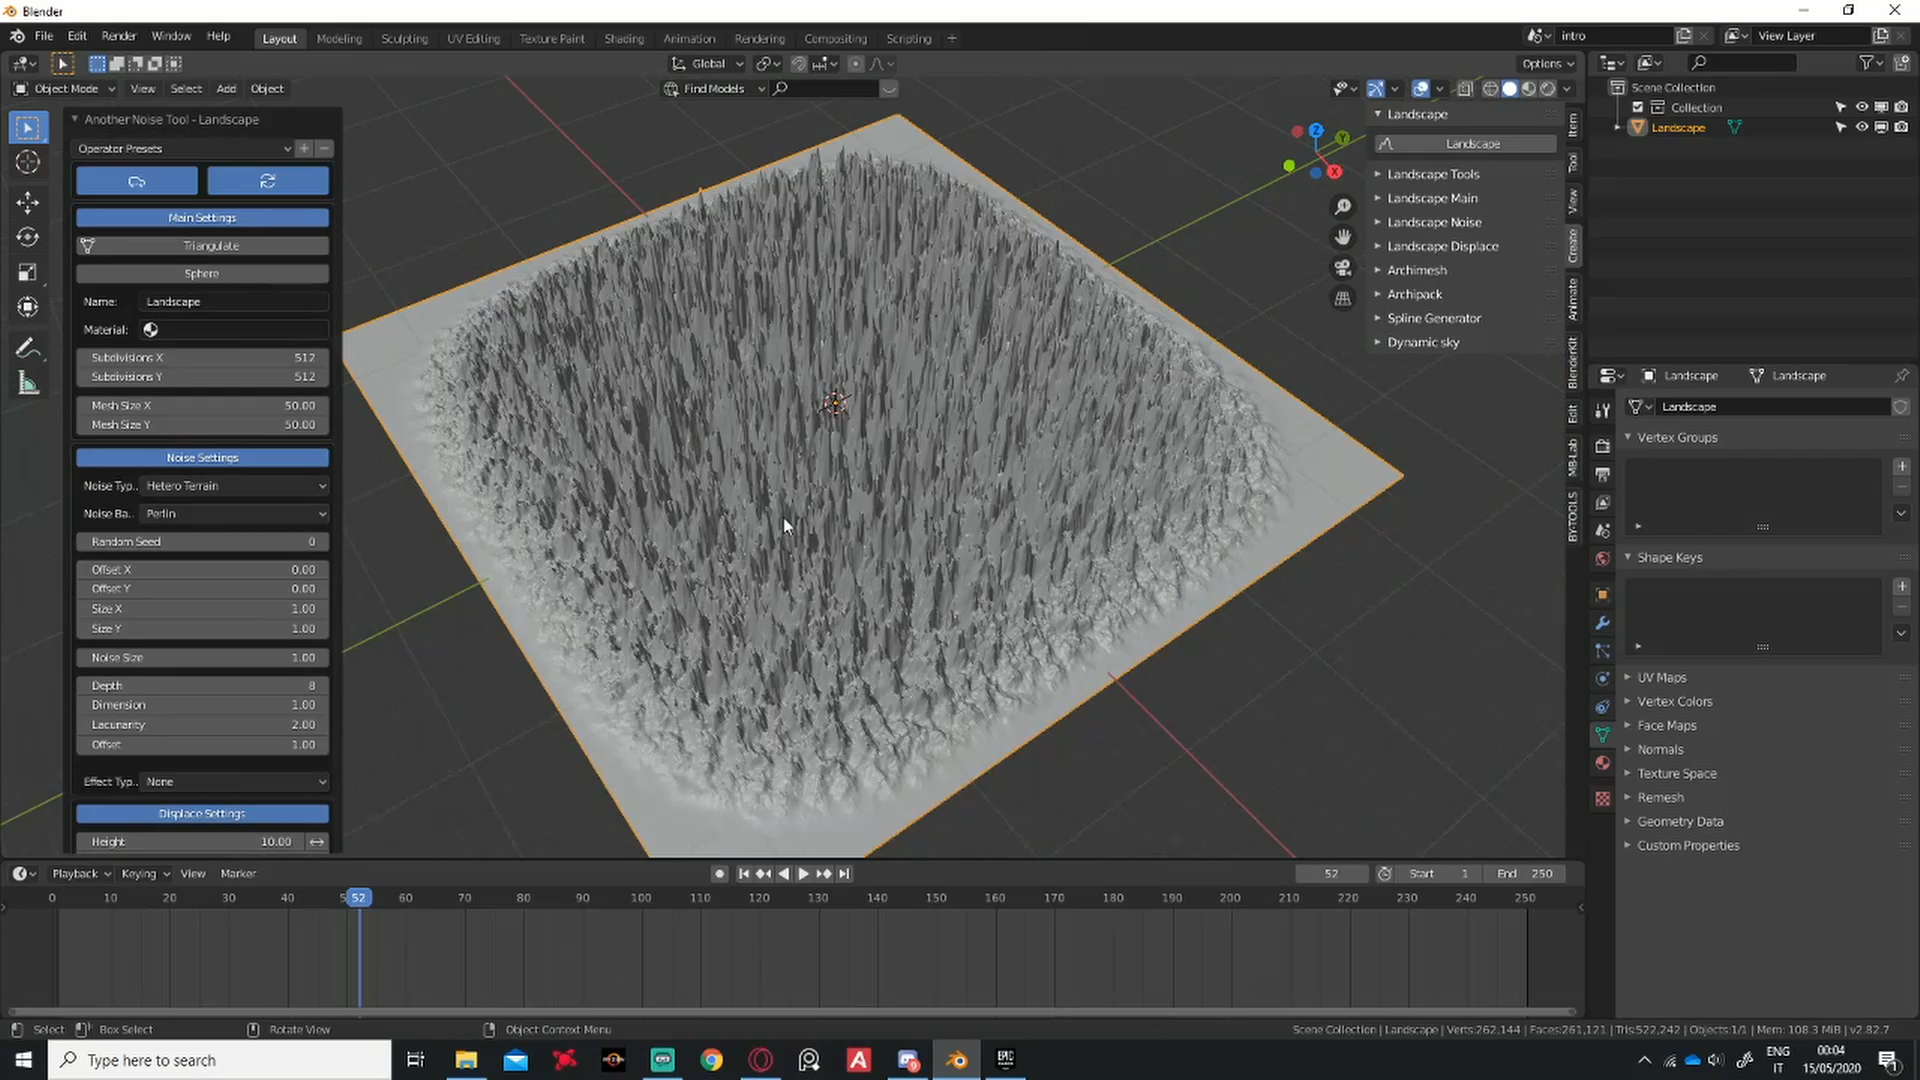 Blender
File Edit Render Window Help Layout Modeling Sculpting UV Editing Texture Paint Shading Animation Rendering Compositing Scripting + intro View Layer
Global Options
Object Mode View Select Add Object Find Models
Another Noise Tool - Landscape
Operator Presets
Main Settings
Triangulate
Sphere
Name: Landscape
Material:
Subdivisions X 512
Subdivisions Y 512
Mesh Size X 50.00
Mesh Size Y 50.00
Noise Settings
Noise Typ.. Hetero Terrain
Noise Ba.. Perlin
Random Seed 0
Offset X 0.00
Offset Y 0.00
Size X 1.00
Size Y 1.00
Noise Size 1.00
Depth 8
Dimension 1.00
Lacunarity 2.00
Offset 1.00
Effect Typ.. None
Displace Settings
Height 10.00
Z
Y
X
Landscape
Landscape
Landscape Tools
Landscape Main
Landscape Noise
Landscape Displace
Archimesh
Archipack
Spline Generator
Dynamic sky
Item
Tool
View
Create
Animate
BlenderKit
Edit
MB-Lab
BY-TOOLS
Scene Collection
Collection
Landscape
Landscape Landscape
Landscape
Vertex Groups
Shape Keys
UV Maps
Vertex Colors
Face Maps
Normals
Texture Space
Remesh
Geometry Data
Custom Properties
Playback Keying View Marker 52 Start 1 End 250
0 10 20 30 40 5 52 60 70 80 90 100 110 120 130 140 150 160 170 180 190 200 210 220 230 240 250
Select Box Select Rotate View Object Context Menu Scene Collection | Landscape | Verts:262,144 | Faces:261,121 | Tris:522,242 | Objects:1/1 | Mem: 108.3 MiB | v2.82.7
Type here to search
EPIC
ENG
IT
00:04
15/05/2020